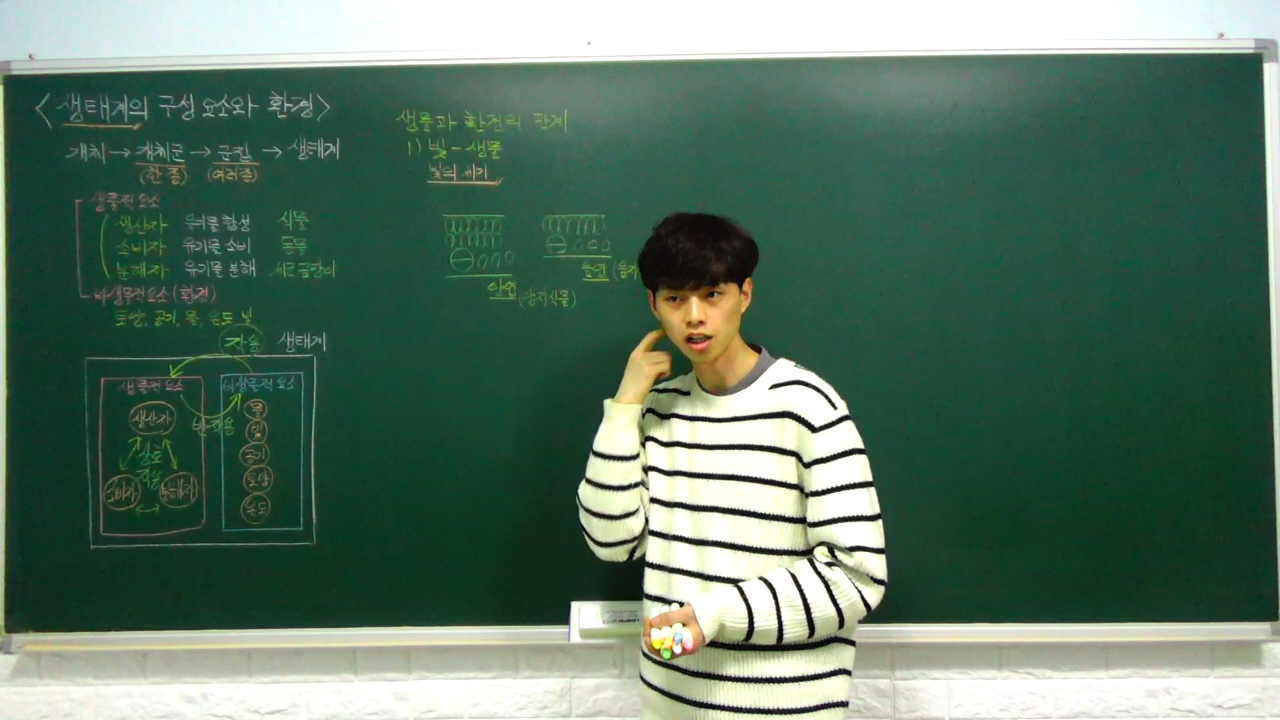 <생태계의 구성 요소와 환경>
개체 → 개체군 → 군집 → 생태계
(한 종) (여러종)
생물적 요소
생산자 유기물 합성 식물
소비자 유기물 소비 동물
분해자 유기물 분해 세균 곰팡이
비생물적 요소 (환경)
토양, 공기, 물, 온도 빛
작용 생태계
생물적 요소 비생물적 요소
생산자
상호
작용
소비자 분해자
반작용
물
빛
공기
토양
온도
생물과 환경의 관계
1) 빛 - 생물
빛의 세기
양엽 (양지식물)
음엽 (음지